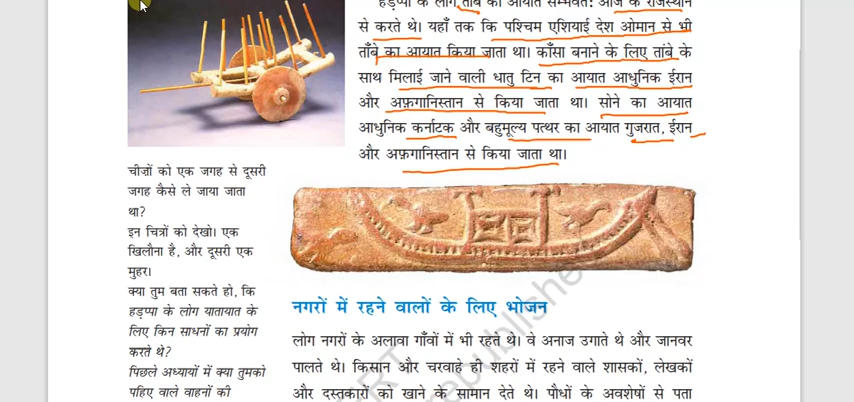 हड़प्पा के लोग ताँबे का आयात सम्भवतः आज के राजस्थान
से करते थे। यहाँ तक कि पश्चिम एशियाई देश ओमान से भी
ताँबे का आयात किया जाता था। काँसा बनाने के लिए तांबे के
साथ मिलाई जाने वाली धातु टिन का आयात आधुनिक ईरान
और अफ़गानिस्तान से किया जाता था। सोने का आयात
आधुनिक कर्नाटक और बहुमूल्य पत्थर का आयात गुजरात, ईरान
और अफ़गानिस्तान से किया जाता था।
चीज़ों को एक जगह से दूसरी
जगह कैसे ले जाया जाता
था?
इन चित्रों को देखो। एक
खिलौना है, और दूसरी एक
मुहर।
क्या तुम बता सकते हो, कि
हड़प्पा के लोग यातायात के
लिए किन साधनों का प्रयोग
करते थे?
पिछले अध्यायों में क्या तुमको
पहिए वाले वाहनों की
नगरों में रहने वालों के लिए भोजन
लोग नगरों के अलावा गाँवों में भी रहते थे। वे अनाज उगाते थे और जानवर
पालते थे। किसान और चरवाहे ही शहरों में रहने वाले शासकों, लेखकों
और दस्तकारों को खाने के सामान देते थे। पौधों के अवशेषों से पता